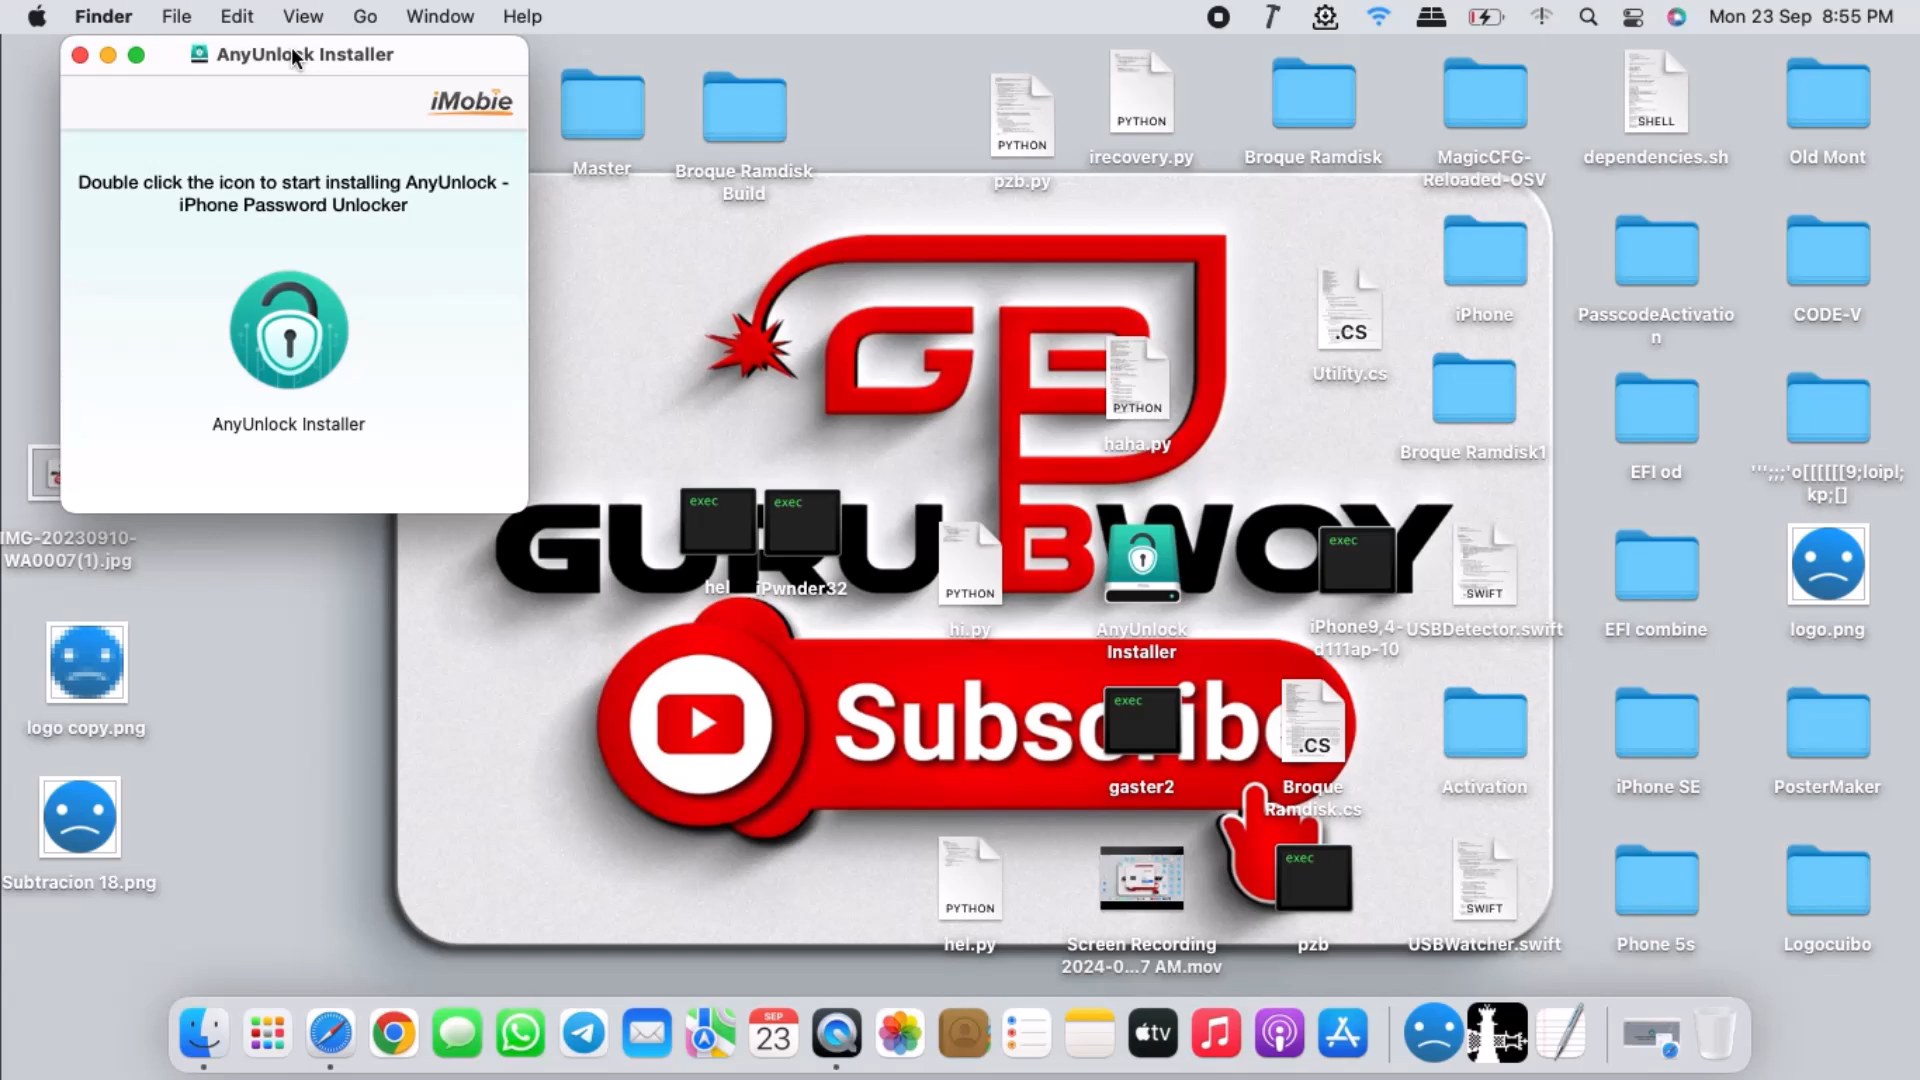 Finder File Edit View Go Window Help
Mon 23 Sep 8:55 PM
AnyUnlock Installer
iMobie
Double click the icon to start installing AnyUnlock -
iPhone Password Unlocker
AnyUnlock Installer
Master
Broque Ramdisk
Build
PYTHON
pzb.py
PYTHON
irecovery.py
Broque Ramdisk
MagicCFG-
Reloaded-OSV
SHELL
dependencies.sh
Old Mont
GB
.CS
Utility.cs
iPhone
PasscodeActivatio
n
CODE-V
PYTHON
haha.py
Broque Ramdisk1
EFI od
''';;;'o[[[[[[9;loipl;
kp;[]
IMG-20230910-
WA0007(1).jpg
GURU BWOY
exec
hel
exec
iPwnder32
PYTHON
hi.py
AnyUnlock
Installer
exec
iPhone9,4-
d111ap-10
SWIFT
USBDetector.swift
EFI combine
logo.png
logo copy.png
Subscribe
exec
gaster2
.CS
Broque
Ramdisk.cs
Activation
iPhone SE
PosterMaker
Subtracion 18.png
PYTHON
hel.py
Screen Recording
2024-0...7 AM.mov
exec
pzb
SWIFT
USBWatcher.swift
Phone 5s
Logocuibo
SEP
23
tv